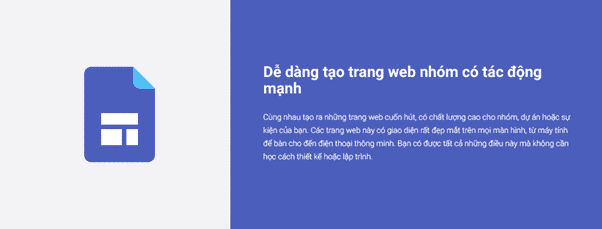 Dễ dàng tạo trang web nhóm có tác động
mạnh
Cùng nhau tạo ra những trang web cuốn hút, có chất lượng cao cho nhóm, dự án hoặc sự
kiện của bạn. Các trang web này có giao diện rất đẹp mắt trên mọi màn hình, từ máy tính
để bàn cho đến điện thoại thông minh. Bạn có được tất cả những điều này mà không cần
học cách thiết kế hoặc lập trình.